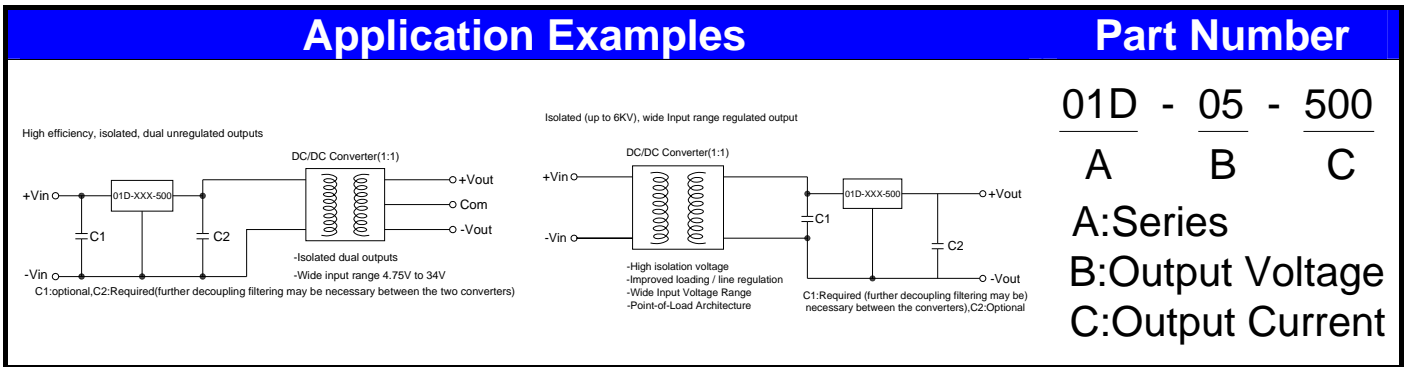 Application Examples
Part Number
High efficiency, isolated, dual unregulated outputs
DC/DC Converter(1:1)
+Vin
01D-XXX-500
C1
C2
-Vin
+Vout
Com
-Vout
-Isolated dual outputs
-Wide input range 4.75V to 34V
C1:optional,C2:Required(further decoupling filtering may be necessary between the two converters)
Isolated (up to 6KV), wide Input range regulated output
DC/DC Converter(1:1)
+Vin
-Vin
C1
01D-XXX-500
C2
+Vout
-Vout
-High isolation voltage
-Improved loading / line regulation
-Wide Input Voltage Range
-Point-of-Load Architecture
C1:Required (further decoupling filtering may be)
necessary between the converters),C2:Optional
01D - 05 - 500
A B C
A:Series
B:Output Voltage
C:Output Current